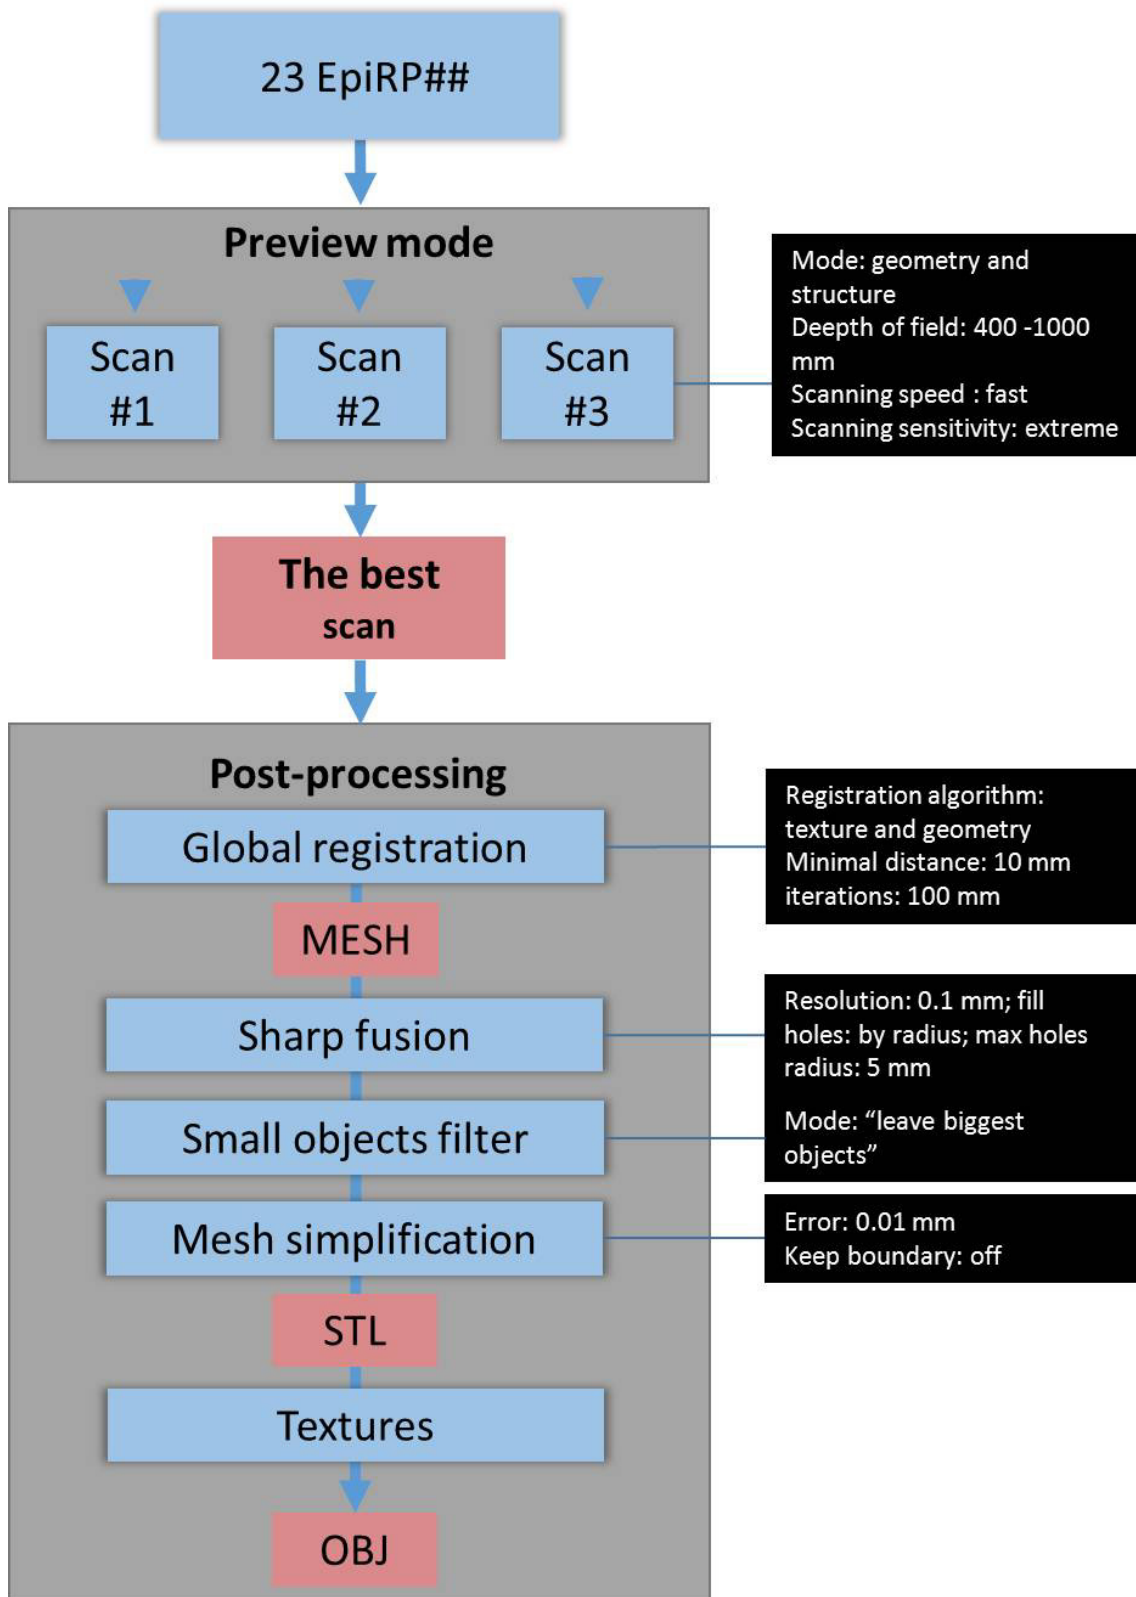 23 EpiRP##
Preview mode
Scan
#1
Scan
#2
Scan
#3
Mode: geometry and
structure
Deepth of field: 400 -1000
mm
Scanning speed : fast
Scanning sensitivity: extreme
The best
scan
Post-processing
Global registration
Registration algorithm:
texture and geometry
Minimal distance: 10 mm
iterations: 100 mm
MESH
Sharp fusion
Resolution: 0.1 mm; fill
holes: by radius; max holes
radius: 5 mm
Small objects filter
Mode: “leave biggest
objects”
Mesh simplification
Error: 0.01 mm
Keep boundary: off
STL
Textures
OBJ